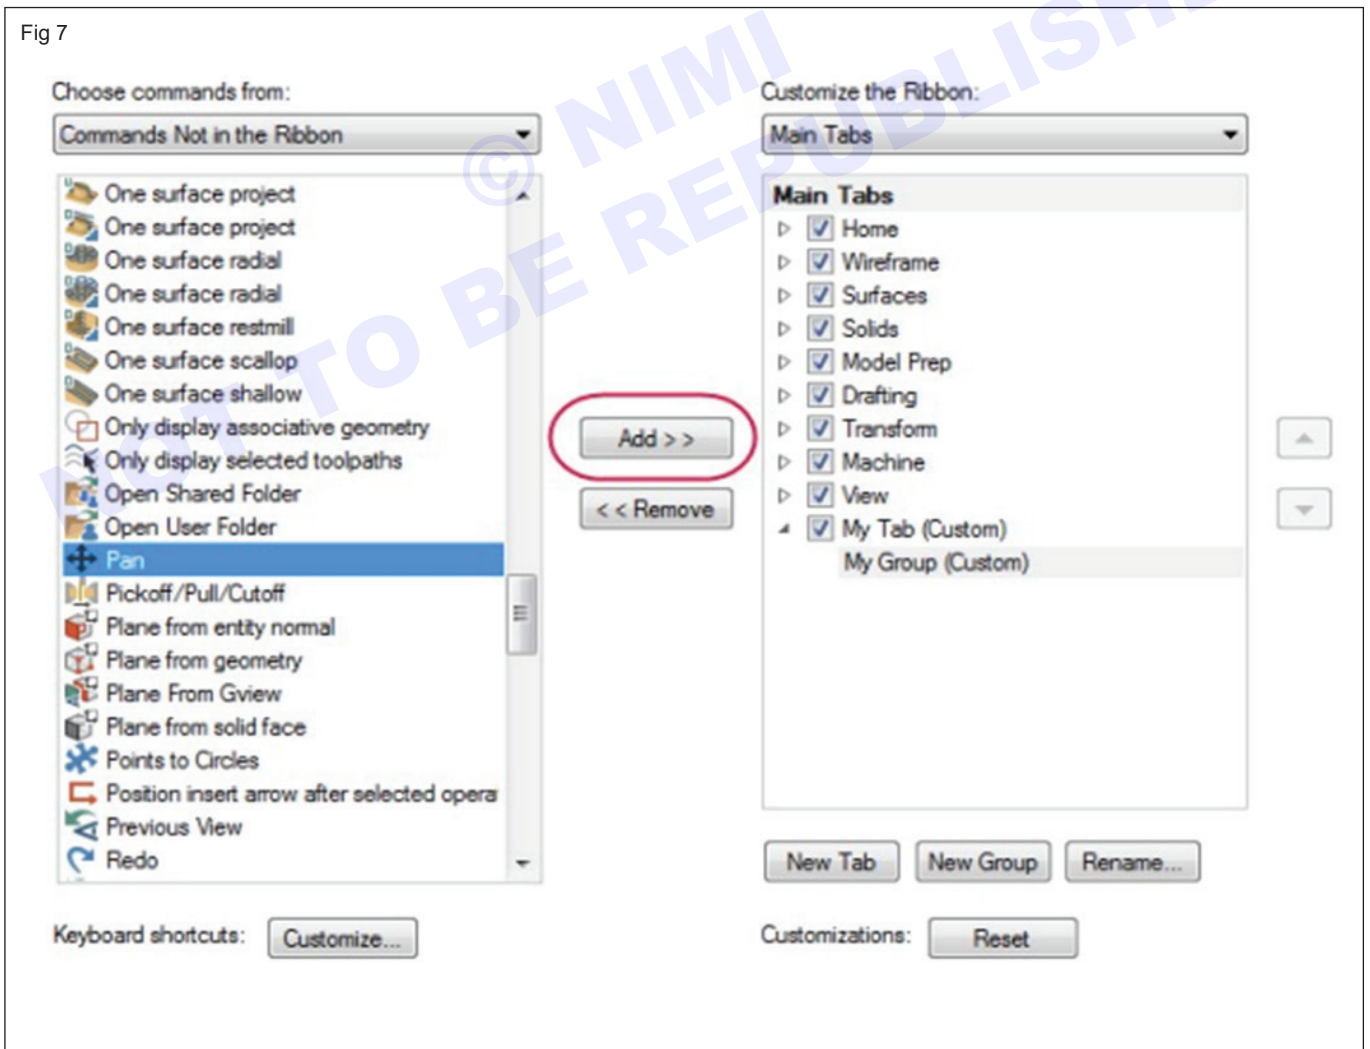 Fig 7
Choose commands from:
Commands Not in the Ribbon
One surface project
One surface project
One surface radial
One surface radial
One surface restmill
One surface scallop
One surface shallow
Only display associative geometry
Only display selected toolpaths
Open Shared Folder
Open User Folder
Pan
Pickoff/Pull/Cutoff
Plane from entity normal
Plane from geometry
Plane From Gview
Plane from solid face
Points to Circles
Position insert arrow after selected opera
Previous View
Redo
Keyboard shortcuts: Customize...
Add > >
< < Remove
Customize the Ribbon:
Main Tabs
Main Tabs
Home
Wireframe
Surfaces
Solids
Model Prep
Drafting
Transform
Machine
View
My Tab (Custom)
My Group (Custom)
New Tab New Group Rename...
Customizations: Reset
© NIMI
NOT TO BE REPUBLISHE